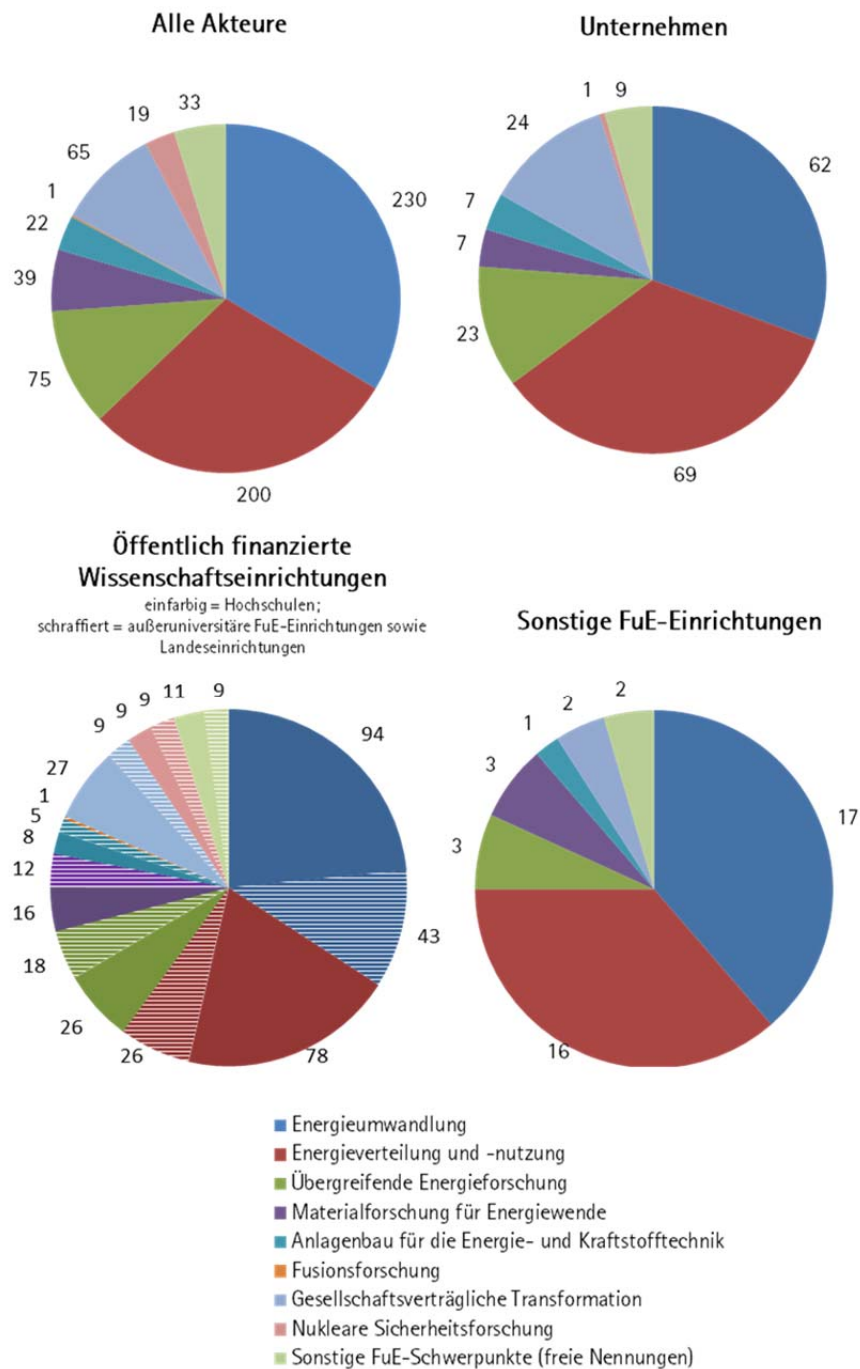 Alle Akteure
33
19
65
1
22
39
75
230
200
Unternehmen
1
9
24
7
7
23
62
69
Öffentlich finanzierte
Wissenschaftseinrichtungen
einfarbig = Hochschulen;
schraffiert = außeruniversitäre FuE-Einrichtungen sowie
Landeseinrichtungen
9
11
9
9
9
27
1
5
8
12
16
18
26
26
78
43
94
Sonstige FuE-Einrichtungen
2
2
1
3
3
16
17
Energieumwandlung
Energieverteilung und -nutzung
Übergreifende Energieforschung
Materialforschung für Energiewende
Anlagenbau für die Energie- und Kraftstofftechnik
Fusionsforschung
Gesellschaftsverträgliche Transformation
Nukleare Sicherheitsforschung
Sonstige FuE-Schwerpunkte (freie Nennungen)